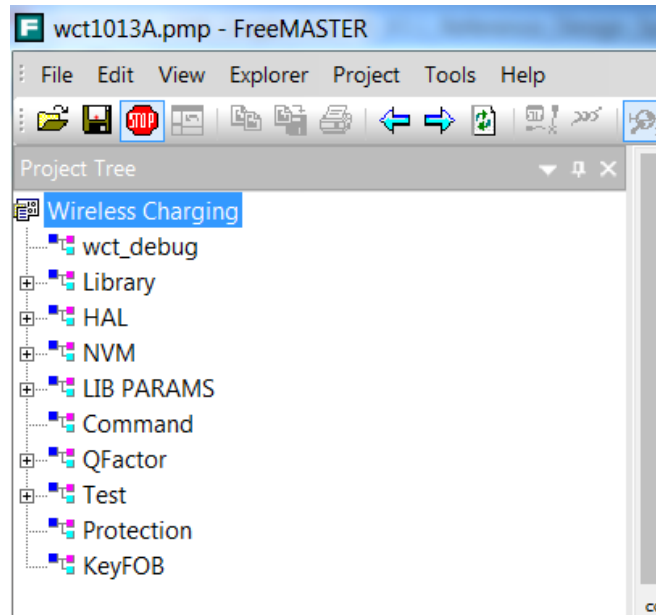 wct1013A.pmp - FreeMASTER
File Edit View Explorer Project Tools Help
STOP
Project Tree
Wireless Charging
wct_debug
Library
HAL
NVM
LIB PARAMS
Command
QFactor
Test
Protection
KeyFOB